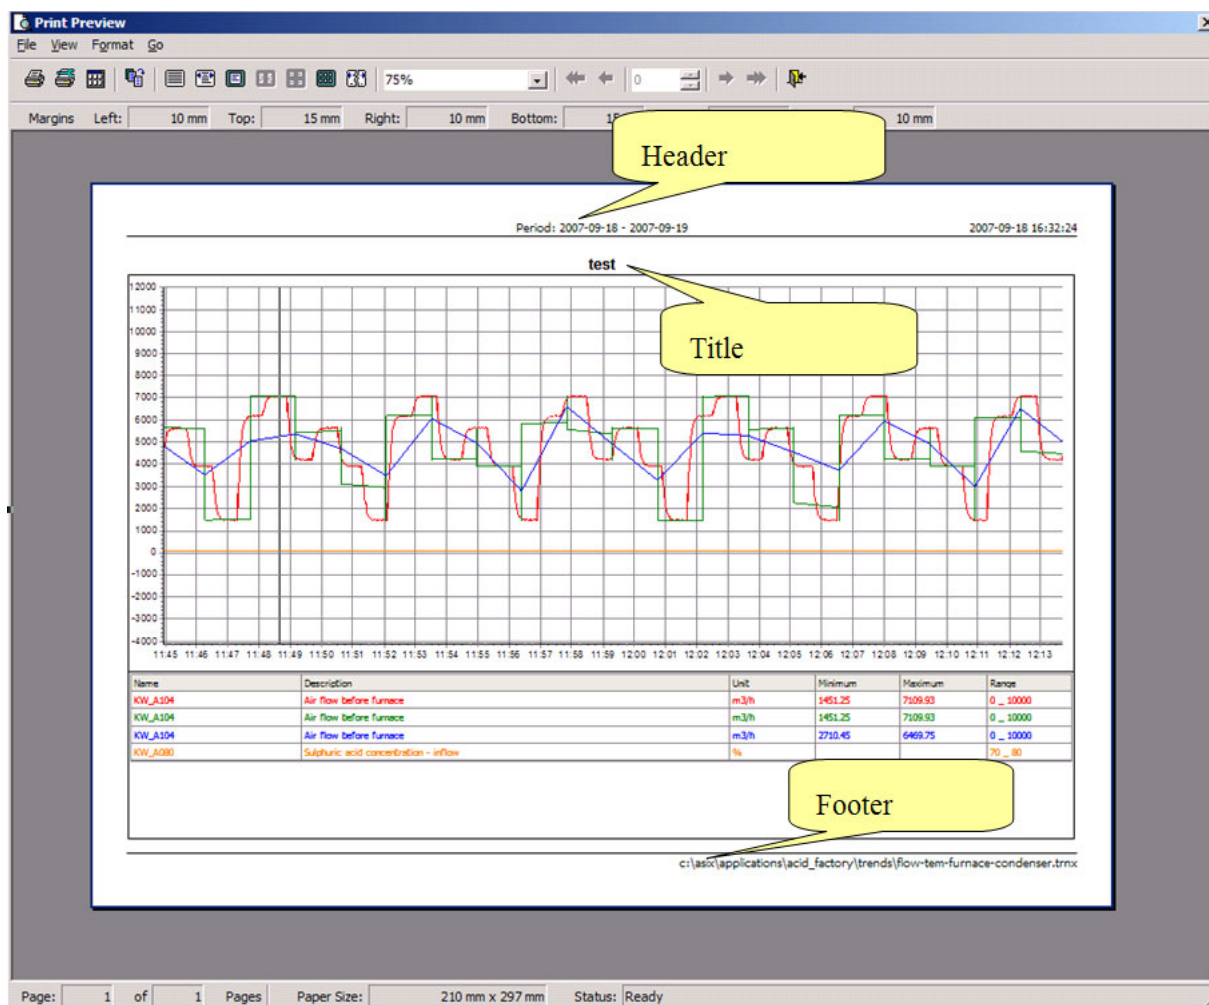 Print Preview
File View Format Go
75% 0
Margins Left: 10 mm Top: 15 mm Right: 10 mm Bottom: 15 10 mm
Header
Period: 2007-09-18 - 2007-09-19 2007-09-18 16:32:24
test
Title
12000
11000
10000
9000
8000
7000
6000
5000
4000
3000
2000
1000
0
-1000
-2000
-3000
-4000
11:45 11:46 11:47 11:48 11:49 11:50 11:51 11:52 11:53 11:54 11:55 11:56 11:57 11:58 11:59 12:00 12:01 12:02 12:03 12:04 12:05 12:06 12:07 12:08 12:09 12:10 12:11 12:12 12:13
Name Description Unit Minimum Maximum Range
KW_A104 Air flow before furnace m3/h 1451.25 7109.93 0 _ 10000
KW_A104 Air flow before furnace m3/h 1451.25 7109.93 0 _ 10000
KW_A104 Air flow before furnace m3/h 2710.45 6469.75 0 _ 10000
KW_A080 Sulphuric acid concentration - inflow % 70 _ 80
Footer
c:\asix\applications\acid_factory\trends\flow-tem-furnace-condenser.trnx
Page: 1 of 1 Pages Paper Size: 210 mm x 297 mm Status: Ready